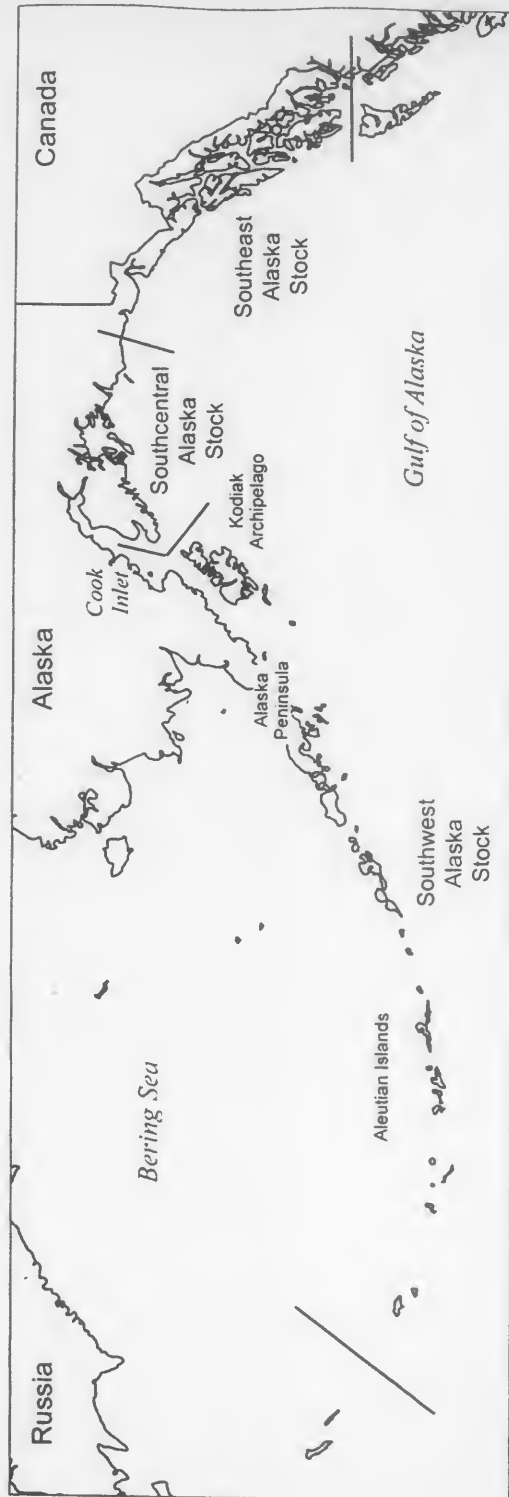 Russia
Alaska
Canada
Bering Sea
Cook
Inlet
Southcentral
Alaska
Stock
Kodiak
Archipelago
Alaska
Peninsula
Southeast
Alaska
Stock
Gulf of Alaska
Aleutian Islands
Southwest
Alaska
Stock